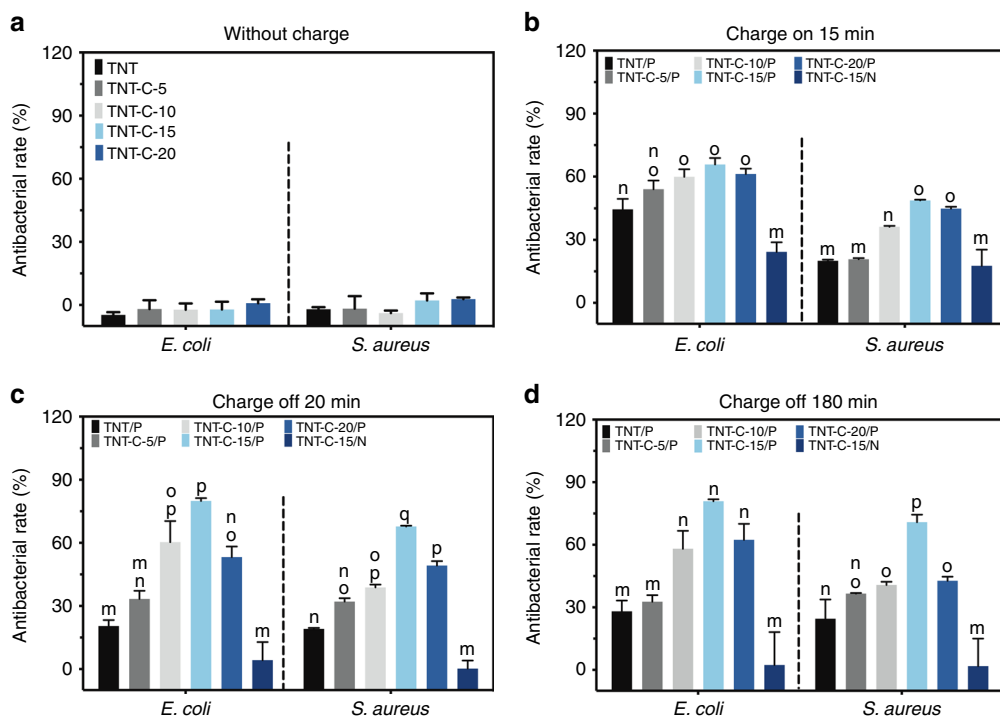 a
Without charge
Antibacterial rate (%)
120
90
60
30
0
TNT
TNT-C-5
TNT-C-10
TNT-C-15
TNT-C-20
E. coli
S. aureus
b
Charge on 15 min
Antibacterial rate (%)
120
90
60
30
0
TNT/P
TNT-C-10/P
TNT-C-20/P
TNT-C-5/P
TNT-C-15/P
TNT-C-15/N
n
n
o
o
o
o
m
m
m
n
o
o
m
E. coli
S. aureus
c
Charge off 20 min
Antibacterial rate (%)
120
90
60
30
0
TNT/P
TNT-C-10/P
TNT-C-20/P
TNT-C-5/P
TNT-C-15/P
TNT-C-15/N
m
m
n
o
p
p
n
o
m
n
n
o
o
p
q
p
m
E. coli
S. aureus
d
Charge off 180 min
Antibacterial rate (%)
120
90
60
30
0
TNT/P
TNT-C-10/P
TNT-C-20/P
TNT-C-5/P
TNT-C-15/P
TNT-C-15/N
m
m
n
n
n
m
n
n
o
o
p
o
m
E. coli
S. aureus